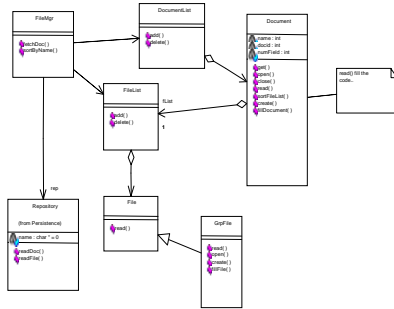 FileMgr
fetchDoc( )
sortByName( )
DocumentList
add( )
delete( )
Document
name : int
docid : int
numField : int
get( )
open( )
close( )
read( )
sortFileList( )
create( )
fillDocument( )
read() fill the
code..
FileList
add( )
delete( )
fList
1
rep
Repository
(from Persistence)
name : char * = 0
readDoc( )
readFile( )
File
read( )
GrpFile
read( )
open( )
create( )
fillFile( )